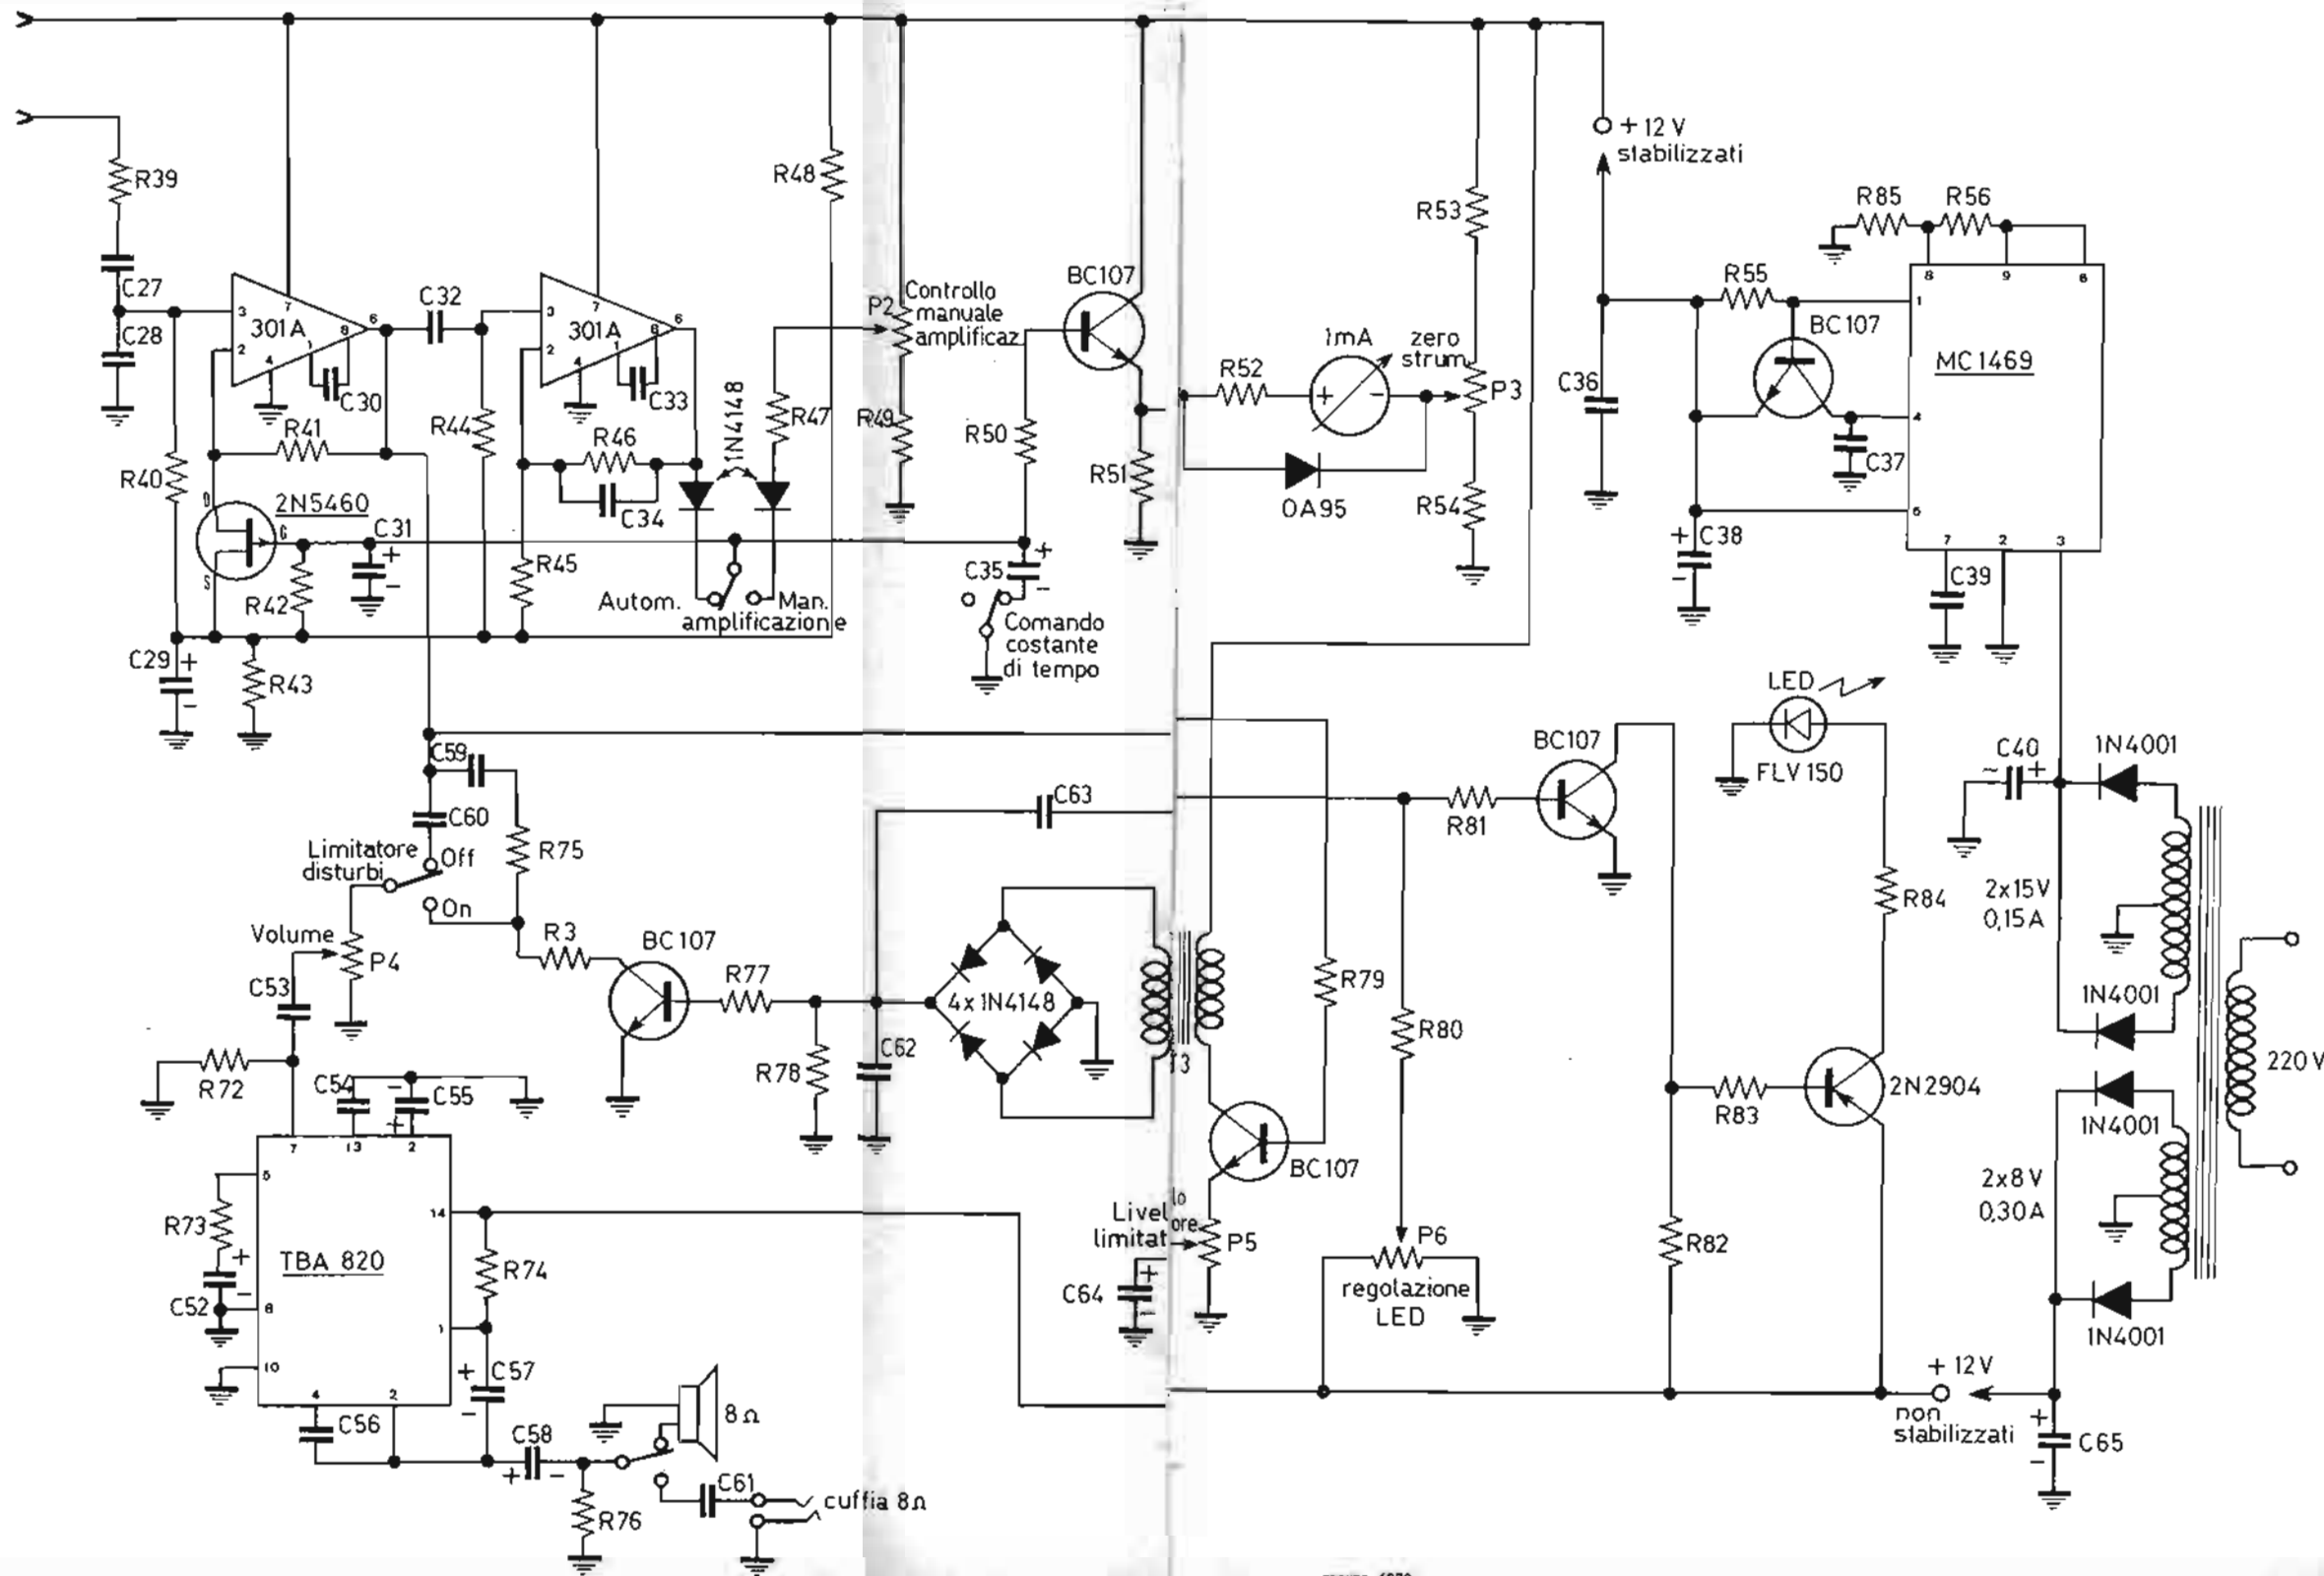 + 12 V
stabilizzati
R39
R48
R85
R56
R53
R55
BC107
C27
C28
C32
301A
301A
P2
Controllo
manuale
amplificaz.
BC107
1mA
zero
strum.
P3
R52
C36
MC1469
C30
C33
1N4148
R47
R49
R50
R41
R44
R46
R51
R54
C37
R40
2N5460
C31
C34
OA95
C38
D
G
S
R42
R45
C35
C39
Autom.
Man.
amplificazione
Comando
costante
di tempo
C29
R43
LED
FLV 150
BC107
C40
1N4001
C59
C60
C63
R81
Limitatore
disturbi
Off
On
R75
R84
2x15V
0,15A
Volume
P4
R3
BC107
R77
4x1N4148
R79
R80
C53
1N4001
R72
C54
C55
R78
C62
R83
2N2904
1N4001
220V
BC107
R73
TBA 820
R74
Livello
limitatore
P5
P6
R82
2x8V
0,30A
C52
C64
regolazione
LED
1N4001
C57
+ 12V
non
stabilizzati
C56
C58
8Ω
C65
C61
cuffia 8Ω
R76